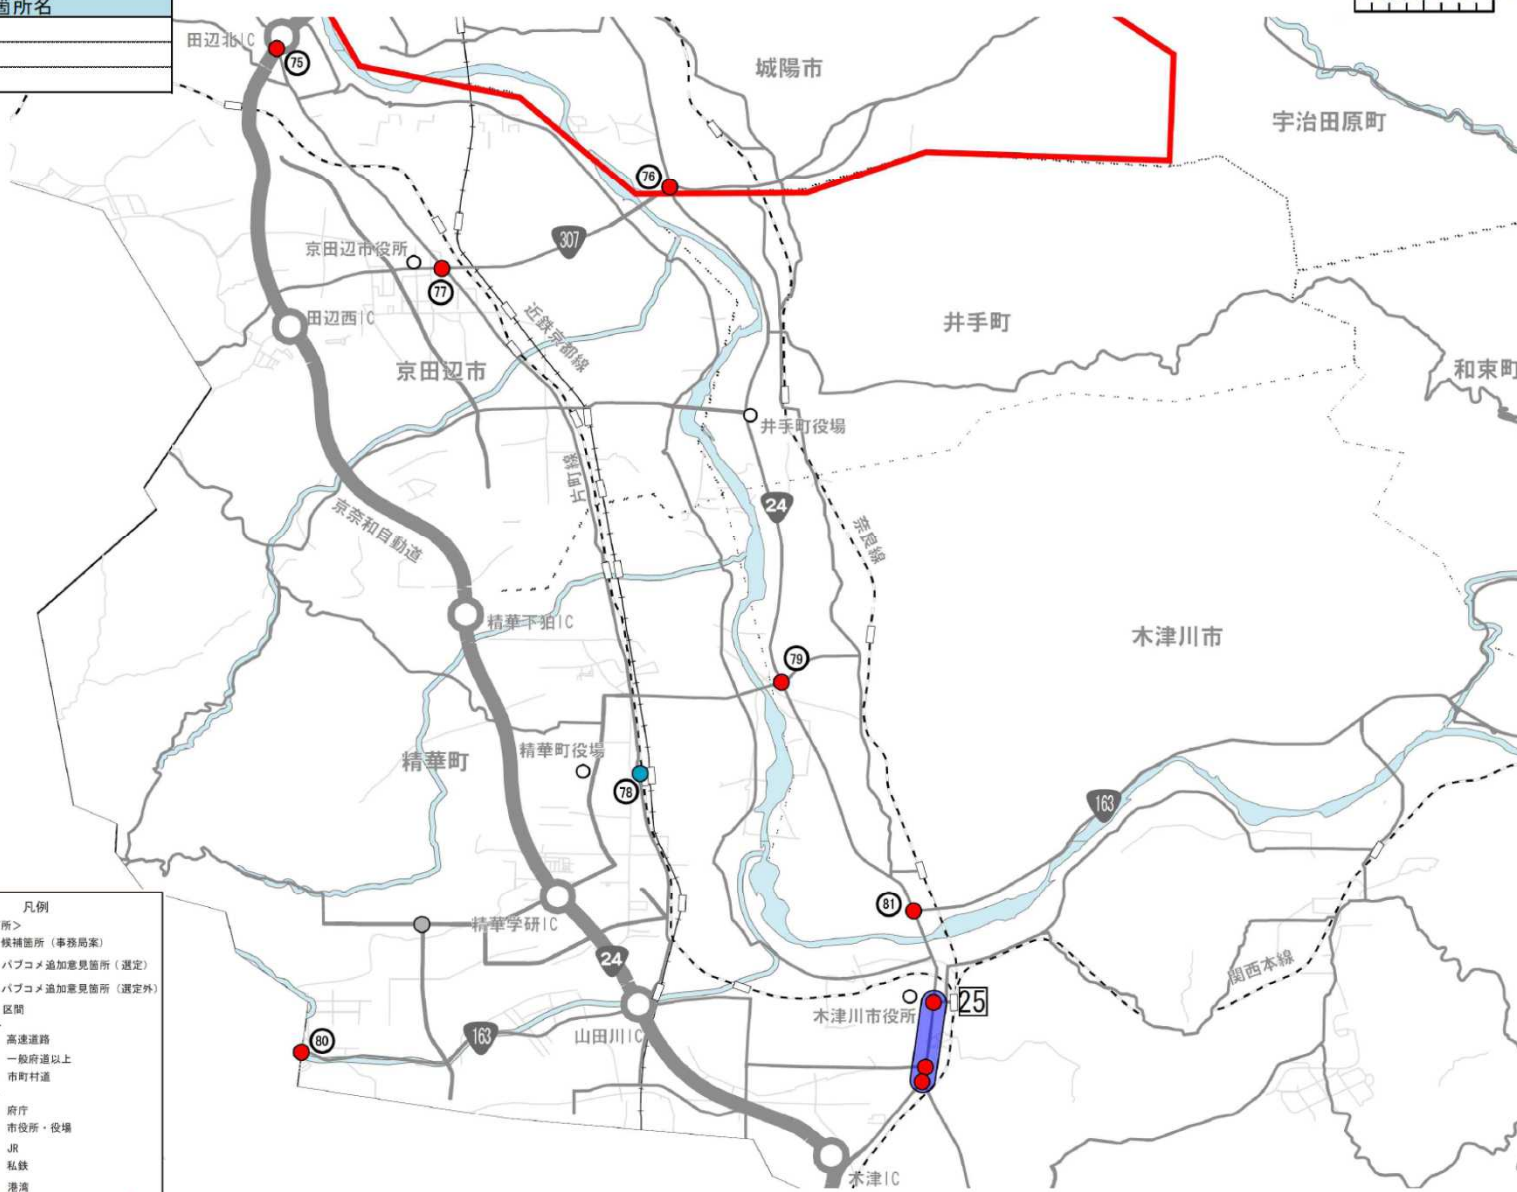 箇所名
田辺北IC
75
城陽市
宇治田原町
76
307
京田辺市役所
77
田辺西IC
近鉄京都線
井手町
京田辺市
和束町
井手町役場
片町線
24
京奈和自動道
奈良線
精華下狛IC
木津川市
79
精華町役場
精華町
78
163
81
精華学研IC
24
関西本線
25
木津川市役所
山田川IC
163
80
木津IC
凡例
所>
候補箇所（事務局案）
パブコメ追加意見箇所（選定）
パブコメ追加意見箇所（選定外）
区間
高速道路
一般府道以上
市町村道
府庁
市役所・役場
JR
私鉄
港湾